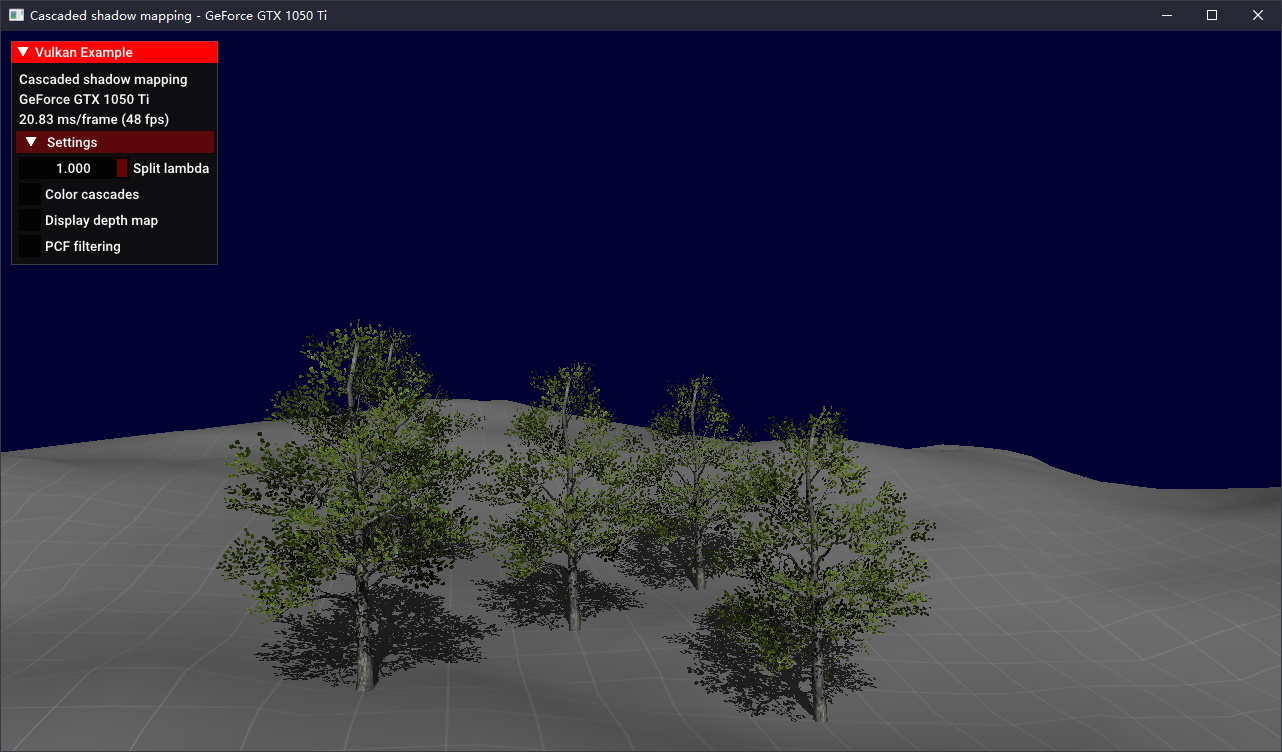 Cascaded shadow mapping - GeForce GTX 1050 Ti
Vulkan Example
Cascaded shadow mapping
GeForce GTX 1050 Ti
20.83 ms/frame (48 fps)
Settings
1.000 Split lambda
Color cascades
Display depth map
PCF filtering